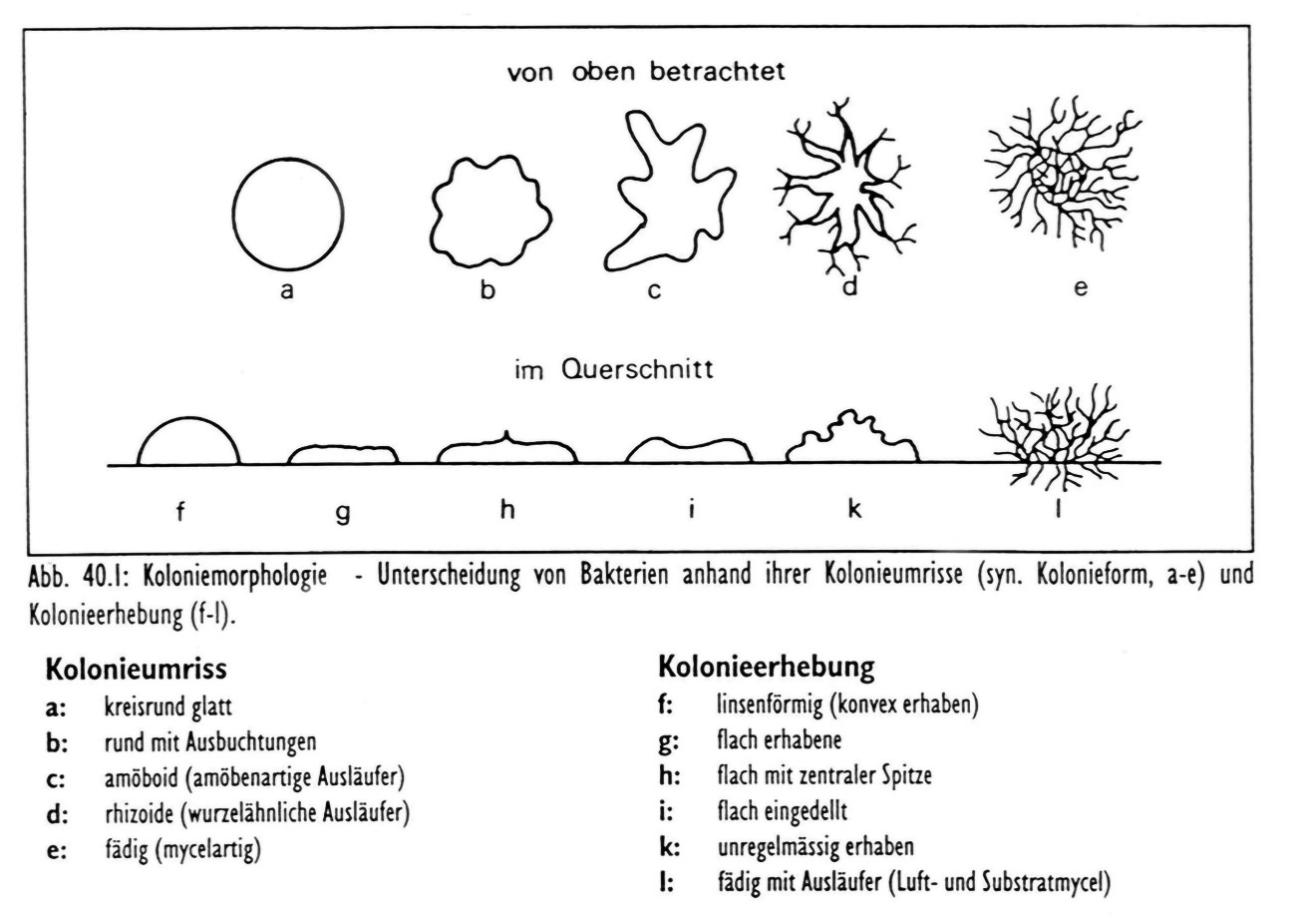 von oben betrachtet
a b c d e
im Querschnitt
f g h i k l
Abb. 40.1: Koloniemorphologie - Unterscheidung von Bakterien anhand ihrer Kolonieumrisse (syn. Kolonieform, a-e) und
Kolonieerhebung (f-l).
Kolonieumriss
a: kreisrund glatt
b: rund mit Ausbuchtungen
c: amöboid (amöbenartige Ausläufer)
d: rhizoide (wurzelähnliche Ausläufer)
e: fädig (mycelartig)
Kolonieerhebung
f: linsenförmig (konvex erhaben)
g: flach erhabene
h: flach mit zentraler Spitze
i: flach eingedellt
k: unregelmässig erhaben
l: fädig mit Ausläufer (Luft- und Substratmycel)